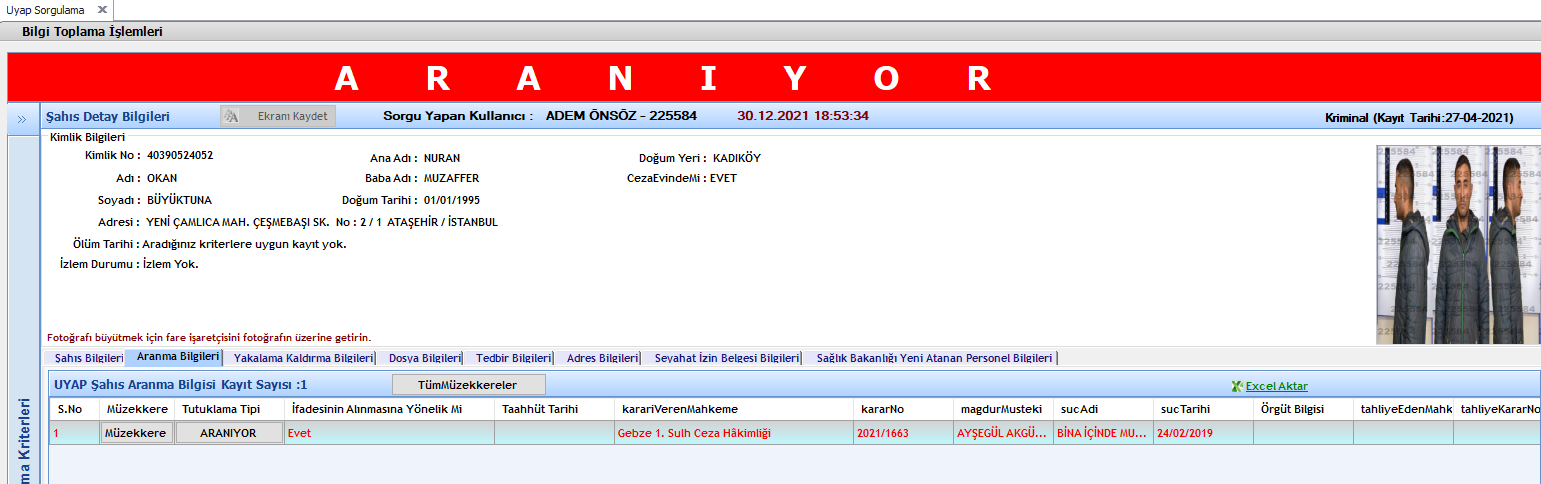 Uyap Sorgulama
Bilgi Toplama İşlemleri
A R A N I Y O R
Şahıs Detay Bilgileri Ekranı Kaydet Sorgu Yapan Kullanıcı : ADEM ÖNSÖZ - 225584 30.12.2021 18:53:34 Kriminal (Kayıt Tarihi:27-04-2021)
Kimlik Bilgileri
Kimlik No : 40390524052 Ana Adı : NURAN Doğum Yeri : KADIKÖY
Adı : OKAN Baba Adı : MUZAFFER CezaEvindeMi : EVET
Soyadı : BÜYÜKTUNA Doğum Tarihi : 01/01/1995
Adresi : YENİ ÇAMLICA MAH. ÇEŞMEBAŞI SK. No : 2 / 1 ATAŞEHİR / İSTANBUL
Ölüm Tarihi : Aradığınız kriterlere uygun kayıt yok.
İzlem Durumu : İzlem Yok.
Fotoğrafı büyütmek için fare işaretçisini fotoğrafın üzerine getirin.
Şahıs Bilgileri Aranma Bilgileri Yakalama Kaldırma Bilgileri Dosya Bilgileri Tedbir Bilgileri Adres Bilgileri Seyahat İzin Belgesi Bilgileri Sağlık Bakanlığı Yeni Atanan Personel Bilgileri
UYAP Şahıs Aranma Bilgisi Kayıt Sayısı :1 TümMüzekkereler Excel Aktar
S.No Müzekkere Tutuklama Tipi İfadesinin Alınmasına Yönelik Mi Taahhüt Tarihi karariVerenMahkeme kararNo magdurMusteki sucAdi sucTarihi Örgüt Bilgisi tahliyeEdenMahk tahliyeKararNo
1 Müzekkere ARANIYOR Evet Gebze 1. Sulh Ceza Hâkimliği 2021/1663 AYŞEGÜL AKGÜ... BİNA İÇİNDE MU... 24/02/2019
ma Kriterleri
225584